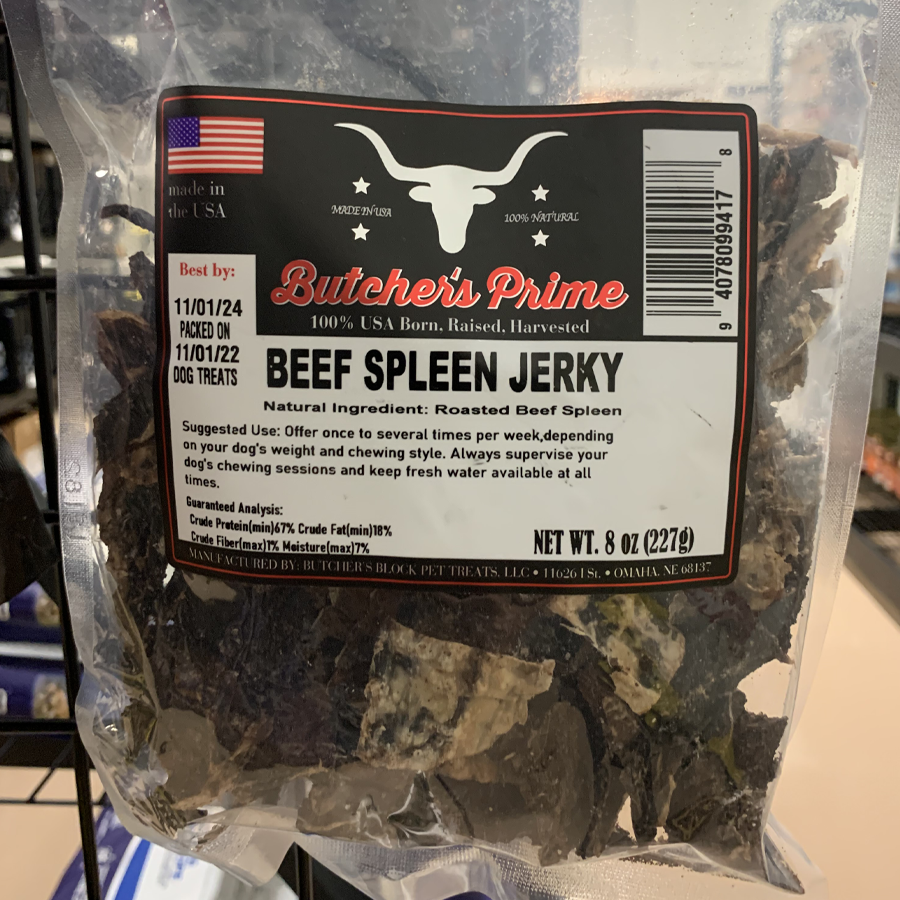 made in
the USA
MADE IN USA
100% NATURAL
Butcher's Prime
100% USA Born, Raised, Harvested
9 4078099417 8
Best by:
11/01/24
PACKED ON
11/01/22
DOG TREATS
BEEF SPLEEN JERKY
Natural Ingredient: Roasted Beef Spleen
Suggested Use: Offer once to several times per week,depending
on your dog's weight and chewing style. Always supervise your
dog's chewing sessions and keep fresh water available at all
times.
Guaranteed Analysis:
Crude Protein(min)67% Crude Fat(min)18%
Crude Fiber(max)1% Moisture(max)7%
NET WT. 8 oz (227g)
MANUFACTURED BY: BUTCHER'S BLOCK PET TREATS, LLC • 11626 I St. • OMAHA, NE 68137